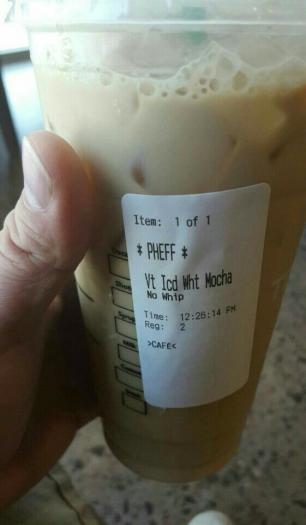 Item: 1 of 1
* PHEFF *
Vt Icd Wht Mocha
No Whip
Time: 12:26:14 PM
Reg: 2
>CAFE<